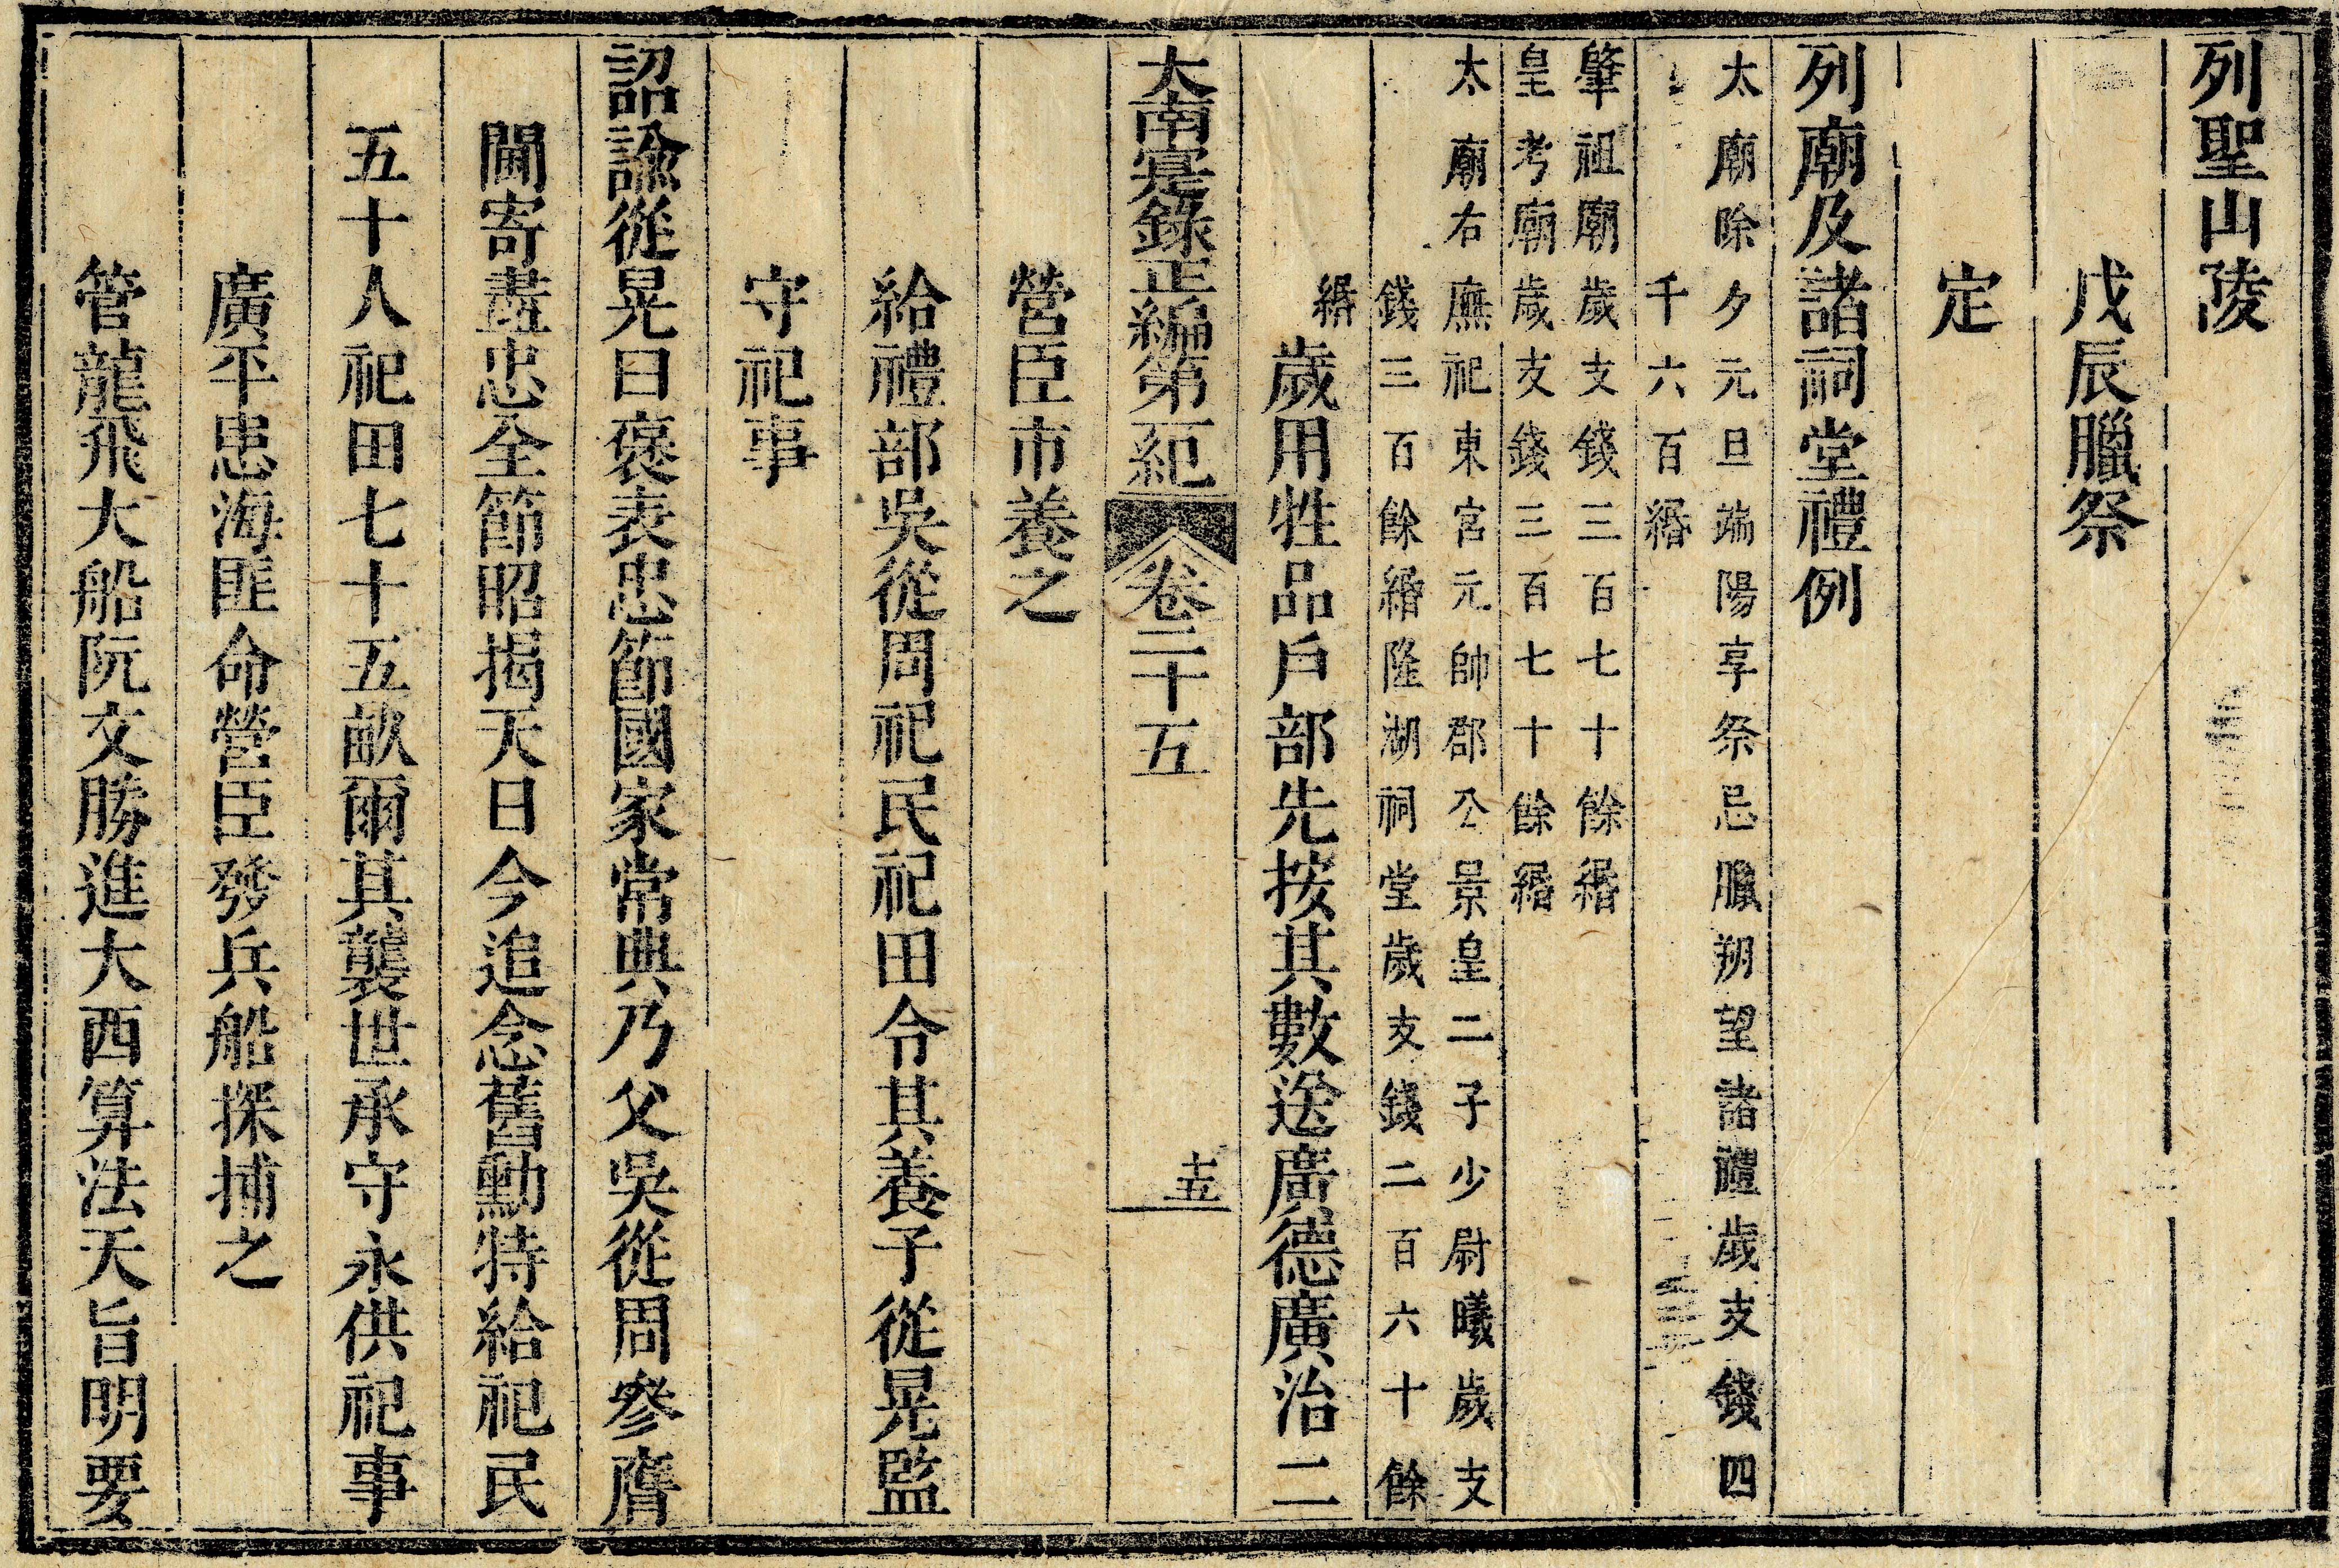 列聖山陵
戊辰臘祭
定
列廟及諸祠堂禮例
太廟除夕元旦端陽享祭忌臘朔望諸禮歲支錢四
千六百緡
肇祖廟歲支錢三百七十餘緡
皇考廟歲支錢三百七十餘緡
太廟右廡祀東宮元帥郡公景皇二子少尉曦歲支
錢三百餘緡隆湖祠堂歲支錢二百六十餘
緡
歲用牲品戶部先按其數送廣德廣治二
大南寔錄正編第一紀 卷三十五 十五
營臣市養之
給禮部吳從周祀民祀田令其養子從晃監
守祀事
詔諭從晃曰褒表忠節國家常典乃父吳從周參膺
閫寄盡忠全節昭揭天日今追念舊勳特給祀民
五十人祀田七十五畝爾其襲世承守永供祀事
廣平患海匪命營臣發兵船探捕之
管龍飛大船阮文勝進大西算法天旨明要